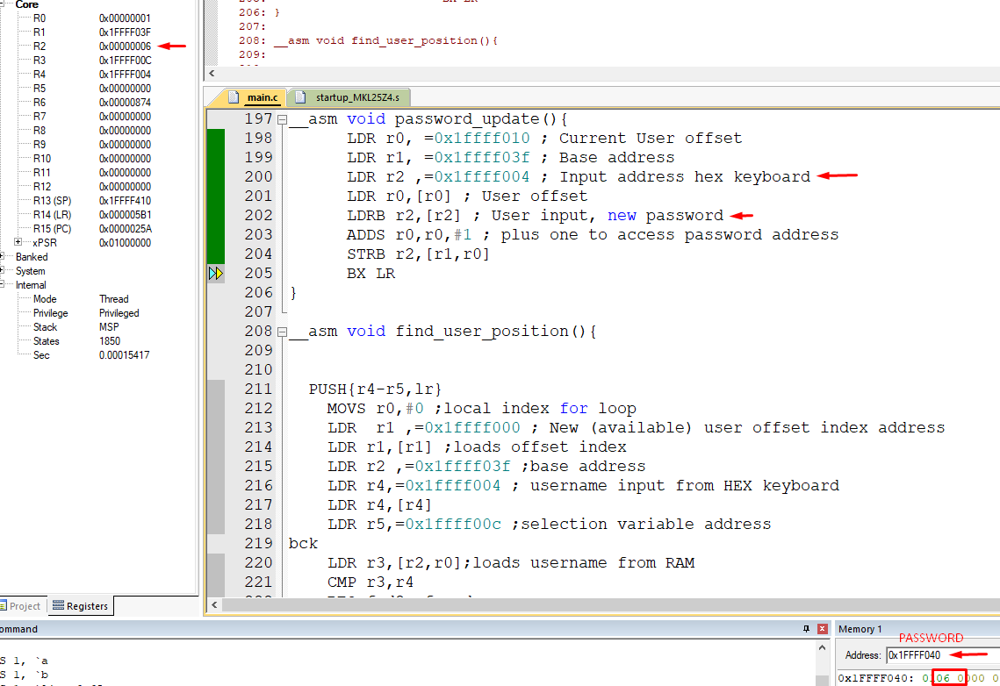 Core
R0 0x00000001
R1 0x1FFFF03F
R2 0x00000006
R3 0x1FFFF00C
R4 0x1FFFF004
R5 0x00000000
R6 0x00000874
R7 0x00000000
R8 0x00000000
R9 0x00000000
R10 0x00000000
R11 0x00000000
R12 0x00000000
R13 (SP) 0x1FFFF410
R14 (LR) 0x000005B1
R15 (PC) 0x0000025A
xPSR 0x01000000
Banked
System
Internal
Mode Thread
Privilege Privileged
Stack MSP
States 1850
Sec 0.00015417
Project Registers
206: }
207:
208: __asm void find_user_position(){
209:
main.c startup_MKL25Z4.s
197 __asm void password_update(){
198 LDR r0, =0x1ffff010 ; Current User offset
199 LDR r1, =0x1ffff03f ; Base address
200 LDR r2 ,=0x1ffff004 ; Input address hex keyboard
201 LDR r0,[r0] ; User offset
202 LDRB r2,[r2] ; User input, new password
203 ADDS r0,r0,#1 ; plus one to access password address
204 STRB r2,[r1,r0]
205 BX LR
206 }
207
208 __asm void find_user_position(){
209
210
211 PUSH{r4-r5,lr}
212 MOVS r0,#0 ;local index for loop
213 LDR r1 ,=0x1ffff000 ; New (available) user offset index address
214 LDR r1,[r1] ;loads offset index
215 LDR r2 ,=0x1ffff03f ;base address
216 LDR r4,=0x1ffff004 ; username input from HEX keyboard
217 LDR r4,[r4]
218 LDR r5,=0x1ffff00c ;selection variable address
219 bck
220 LDR r3,[r2,r0];loads username from RAM
221 CMP r3,r4
ommand
S 1, `a
S 1, `b
Memory 1
PASSWORD
Address: 0x1FFFF040
0x1FFFF040: 0106 0000 0